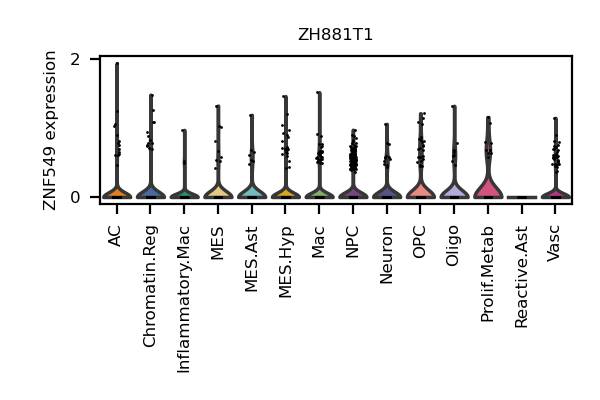 ZH881T1
ZNF549 expression
2
0
AC
Chromatin.Reg
Inflammatory.Mac
MES
MES.Ast
MES.Hyp
Mac
NPC
Neuron
OPC
Oligo
Prolif.Metab
Reactive.Ast
Vasc